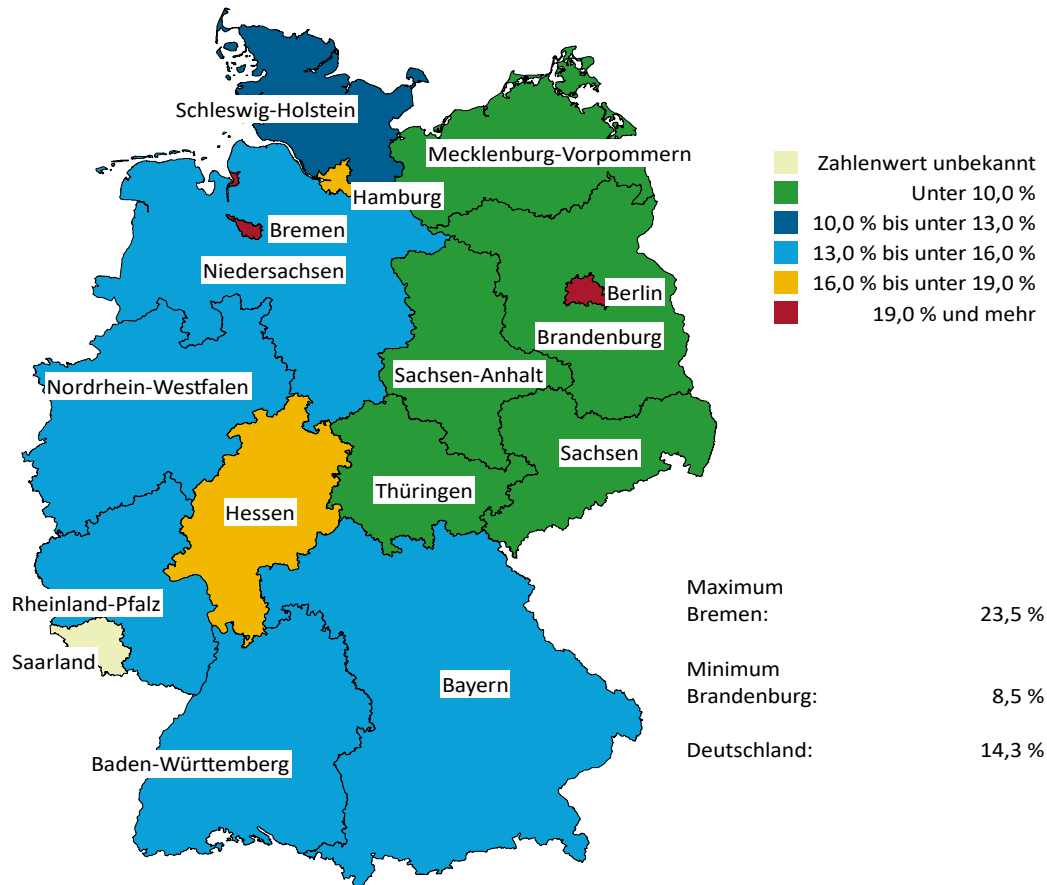 Schleswig-Holstein
Mecklenburg-Vorpommern
Hamburg
Bremen
Niedersachsen
Berlin
Brandenburg
Nordrhein-Westfalen
Sachsen-Anhalt
Sachsen
Thüringen
Hessen
Rheinland-Pfalz
Saarland
Bayern
Baden-Württemberg
Zahlenwert unbekannt
Unter 10,0 %
10,0 % bis unter 13,0 %
13,0 % bis unter 16,0 %
16,0 % bis unter 19,0 %
19,0 % und mehr
Maximum
Bremen: 23,5 %
Minimum
Brandenburg: 8,5 %
Deutschland: 14,3 %